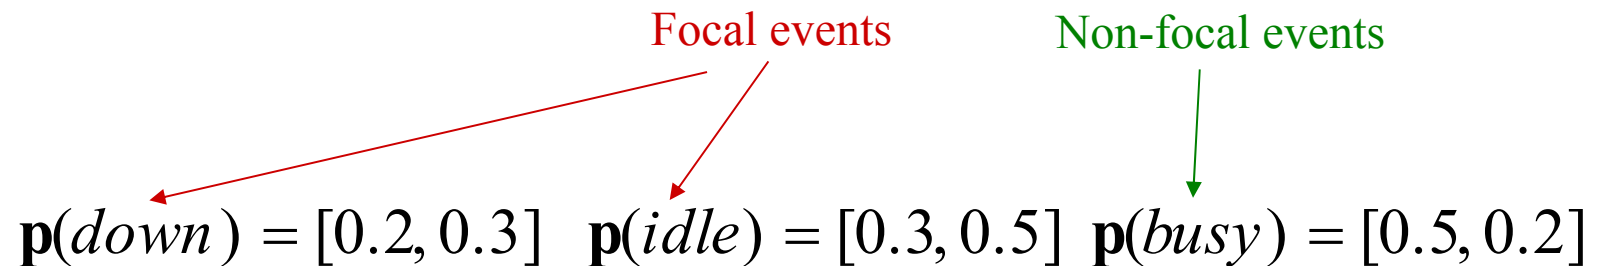 Focal events Non-focal events
p(down) = [0.2, 0.3] p(idle) = [0.3, 0.5] p(busy) = [0.5, 0.2]